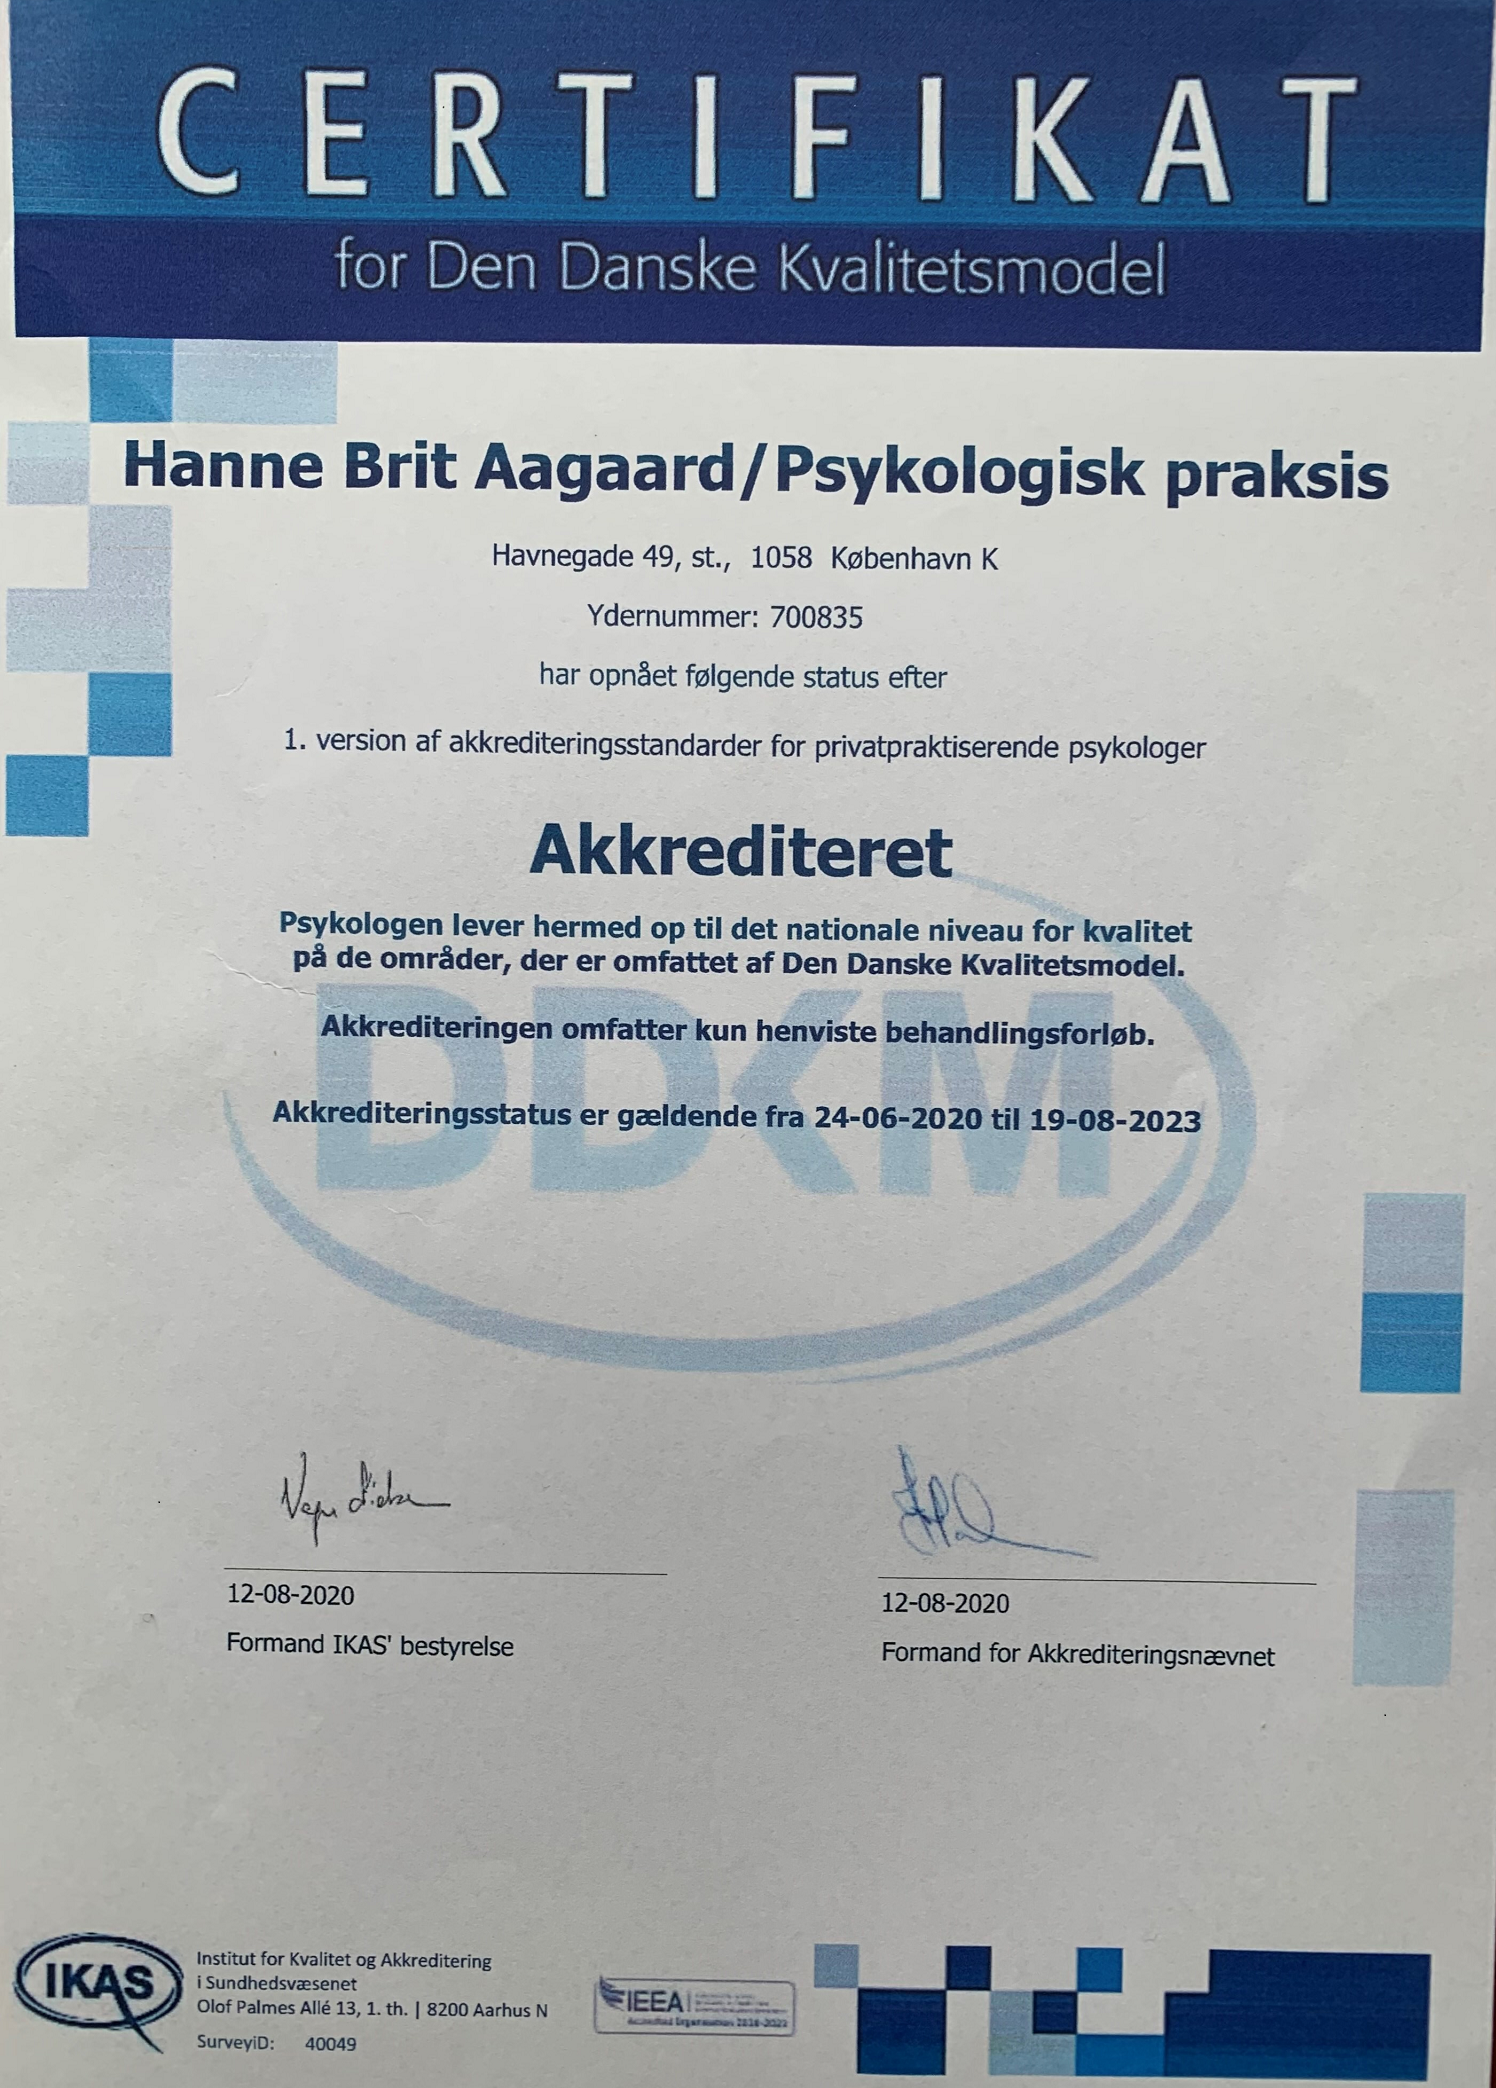 CERTIFIKAT
for Den Danske Kvalitetsmodel
Hanne Brit Aagaard/Psykologisk praksis
Havnegade 49, st., 1058 København K
Ydernummer: 700835
har opnået følgende status efter
1. version af akkrediteringsstandarder for privatpraktiserende psykologer
Akkrediteret
Psykologen lever hermed op til det nationale niveau for kvalitet
på de områder, der er omfattet af Den Danske Kvalitetsmodel.
DDKM
Akkrediteringen omfatter kun henviste behandlingsforløb.
Akkrediteringsstatus er gældende fra 24-06-2020 til 19-08-2023
12-08-2020
Formand IKAS' bestyrelse
12-08-2020
Formand for Akkrediteringsnævnet
IKAS
Institut for Kvalitet og Akkreditering
i Sundhedsvæsenet
Olof Palmes Allé 13, 1. th. | 8200 Aarhus N
SurveyiD: 40049
IEEA